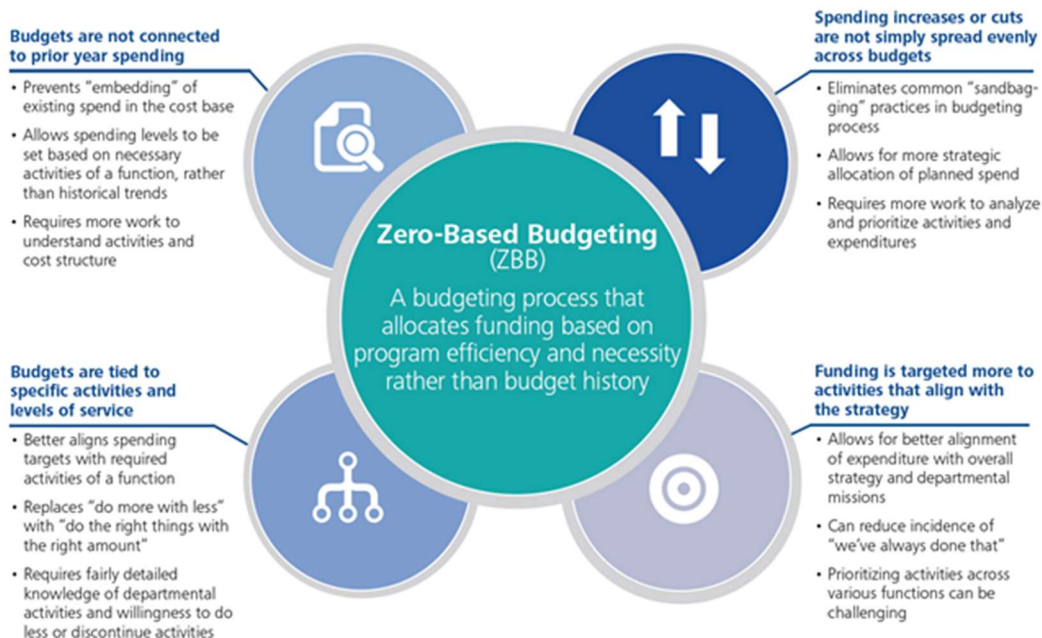 Budgets are not connected
to prior year spending
• Prevents “embedding” of
existing spend in the cost base
• Allows spending levels to be
set based on necessary
activities of a function, rather
than historical trends
• Requires more work to
understand activities and
cost structure
Spending increases or cuts
are not simply spread evenly
across budgets
• Eliminates common “sandbag-
ging” practices in budgeting
process
• Allows for more strategic
allocation of planned spend
• Requires more work to analyze
and prioritize activities and
expenditures
Zero-Based Budgeting
(ZBB)
A budgeting process that
allocates funding based on
program efficiency and necessity
rather than budget history
Budgets are tied to
specific activities and
levels of service
• Better aligns spending
targets with required
activities of a function
• Replaces “do more with less”
with “do the right things with
the right amount”
• Requires fairly detailed
knowledge of departmental
activities and willingness to do
less or discontinue activities
Funding is targeted more to
activities that align with
the strategy
• Allows for better alignment
of expenditure with overall
strategy and departmental
missions
• Can reduce incidence of
“we’ve always done that”
• Prioritizing activities across
various functions can be
challenging